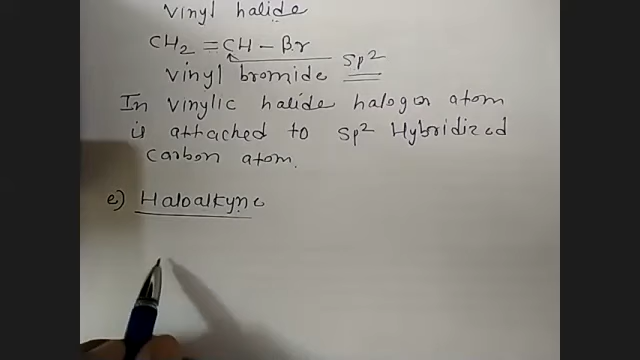 vinyl halide
CH2 = CH - Br
sp2
vinyl bromide
In vinylic halide halogen atom
is attached to sp2 Hybridized
carbon atom.
e) Haloalkyne